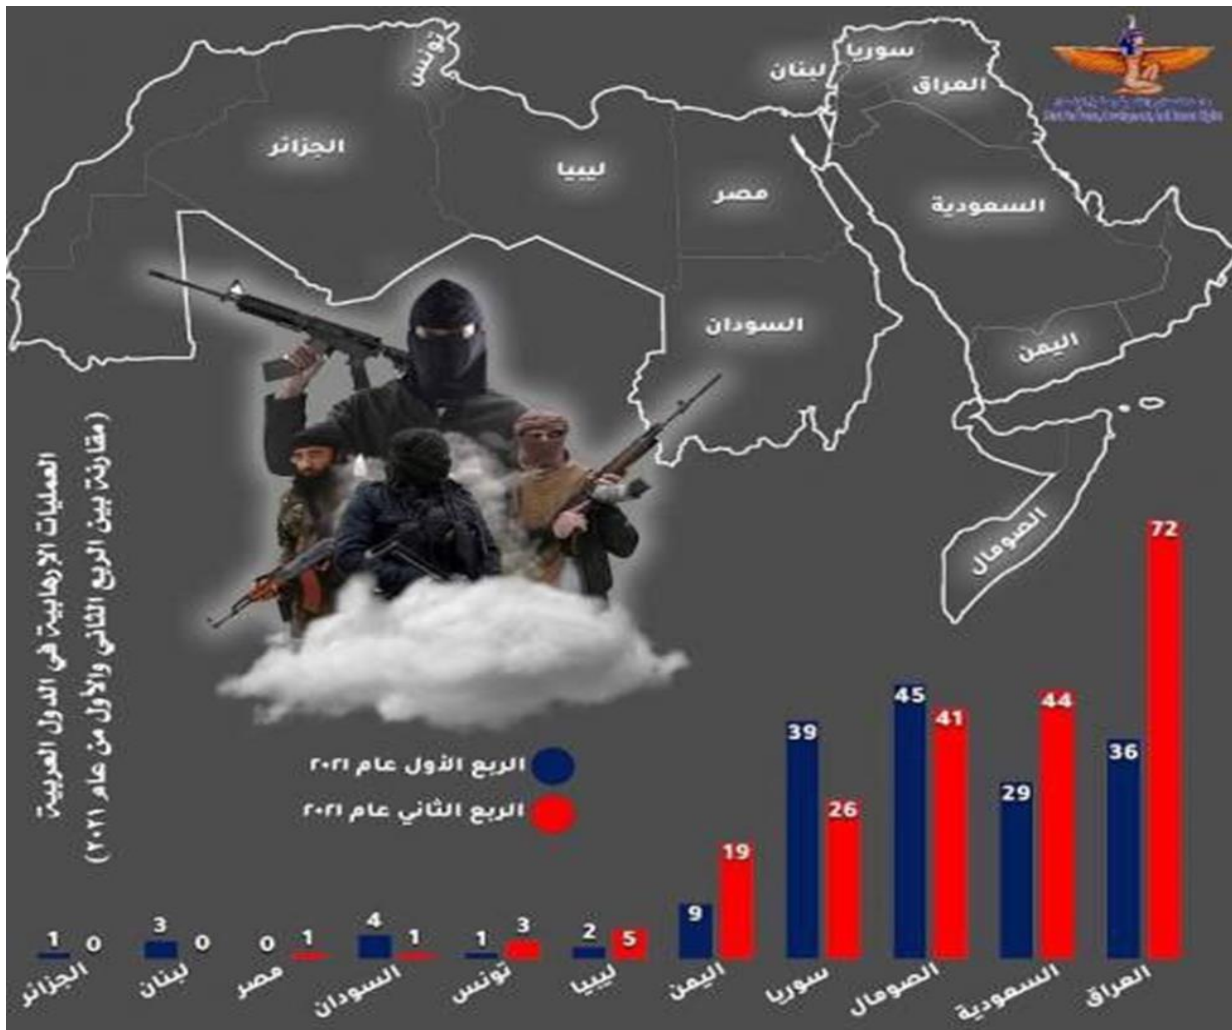 تونس
سوريا
لبنان
العراق
الجزائر
ليبيا
مصر
السعودية
السودان
اليمن
الصومال
العمليات الإرهابية في الدول العربية
(مقارنة بين الربع الثاني والأول من عام ٢٠٢١)
الربع الأول عام ٢٠٢١
الربع الثاني عام ٢٠٢١
1 0
3 0
0 1
4 1
1 3
2 5
9 19
39 26
45 41
29 44
36 72
الجزائر
لبنان
مصر
السودان
تونس
ليبيا
اليمن
سوريا
الصومال
السعودية
العراق